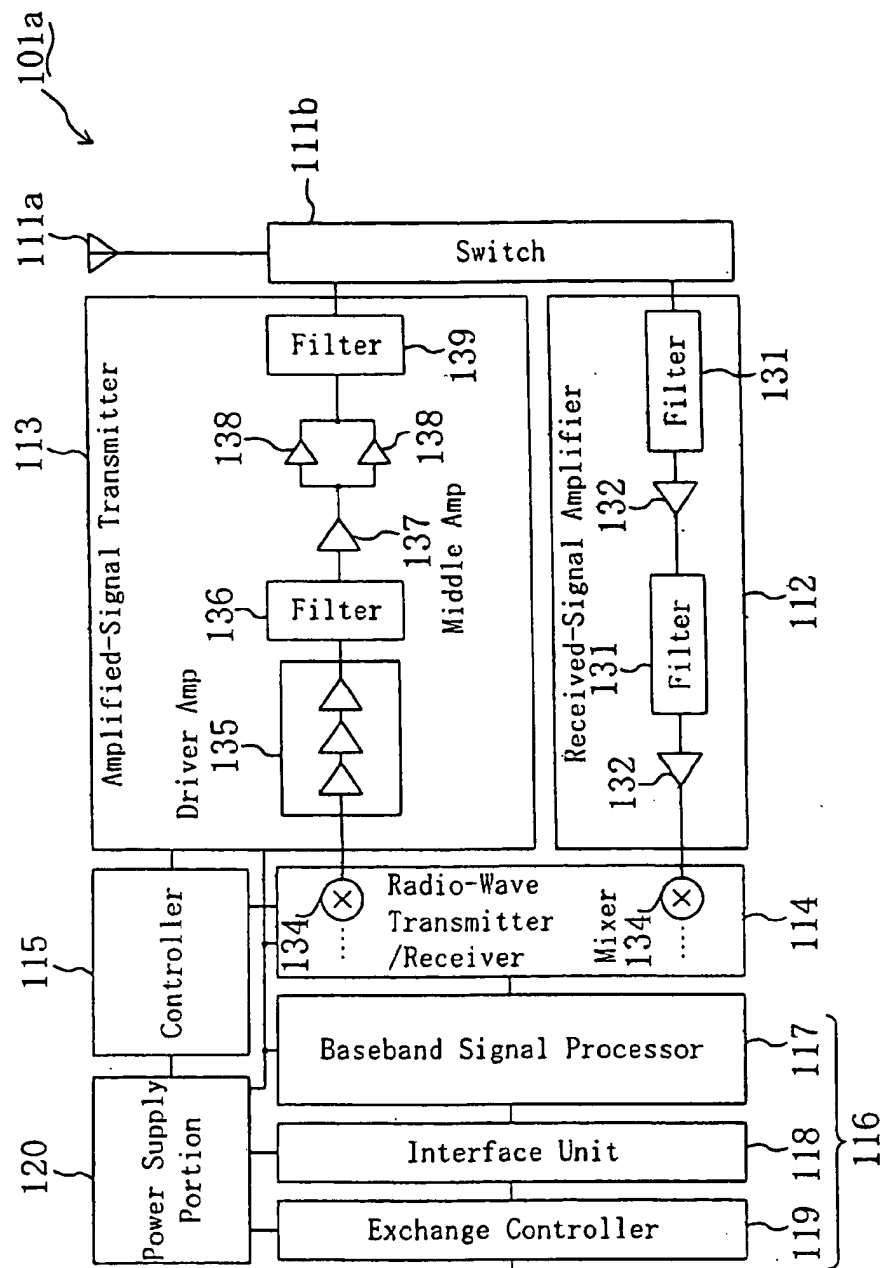 101a
111a
111b
Switch
113
Amplified-Signal Transmitter
Driver Amp
135
136
Filter
137
Middle Amp
138
138
Filter
139
Received-Signal Amplifier
132
131
Filter
132
Filter
131
112
115
Controller
134
Radio-Wave
Transmitter
/Receiver
Mixer
134
114
120
Power Supply
Portion
Baseband Signal Processor
117
Interface Unit
118
Exchange Controller
119
116